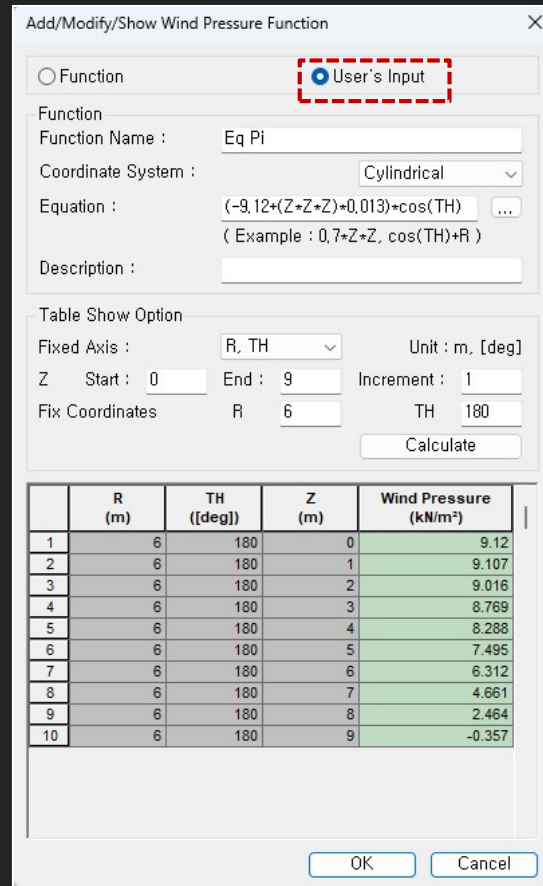 Add/Modify/Show Wind Pressure Function
Function User's Input
Function
Function Name : Eq Pi
Coordinate System : Cylindrical
Equation : (-9,12+(Z*Z*Z)*0,013)*cos(TH) ...
( Example : 0,7*Z*Z, cos(TH)+R )
Description :
Table Show Option
Fixed Axis : R, TH Unit : m, [deg]
Z Start : 0 End : 9 Increment : 1
Fix Coordinates R 6 TH 180
Calculate
R (m) TH ([deg]) Z (m) Wind Pressure (kN/m²)
1 6 180 0 9.12
2 6 180 1 9.107
3 6 180 2 9.016
4 6 180 3 8.769
5 6 180 4 8.288
6 6 180 5 7.495
7 6 180 6 6.312
8 6 180 7 4.661
9 6 180 8 2.464
10 6 180 9 -0.357
OK Cancel